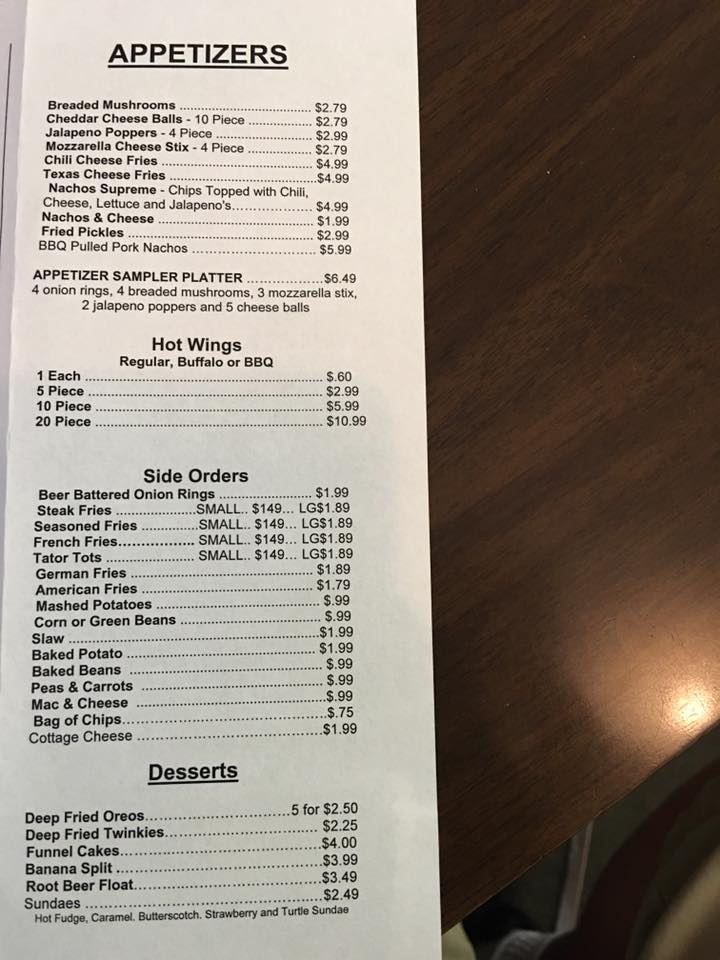 APPETIZERS
Breaded Mushrooms ........ $2.79
Cheddar Cheese Balls - 10 Piece ........ $2.79
Jalapeno Poppers - 4 Piece ........ $2.99
Mozzarella Cheese Stix - 4 Piece ........ $2.79
Chili Cheese Fries ........ $4.99
Texas Cheese Fries ........ $4.99
Nachos Supreme - Chips Topped with Chili,
Cheese, Lettuce and Jalapeno's........ $4.99
Nachos & Cheese ........ $1.99
Fried Pickles ........ $2.99
BBQ Pulled Pork Nachos ........ $5.99
APPETIZER SAMPLER PLATTER ........ $6.49
4 onion rings, 4 breaded mushrooms, 3 mozzarella stix,
2 jalapeno poppers and 5 cheese balls
Hot Wings
Regular, Buffalo or BBQ
1 Each ........ $.60
5 Piece ........ $2.99
10 Piece ........ $5.99
20 Piece ........ $10.99
Side Orders
Beer Battered Onion Rings ........ $1.99
Steak Fries ........SMALL.. $149... LG$1.89
Seasoned Fries ........SMALL.. $149... LG$1.89
French Fries........ SMALL.. $149... LG$1.89
Tator Tots ........ SMALL.. $149... LG$1.89
German Fries ........ $1.89
American Fries ........ $1.79
Mashed Potatoes ........ $.99
Corn or Green Beans ........ $.99
Slaw ........$1.99
Baked Potato ........ $1.99
Baked Beans ........ $.99
Peas & Carrots ........ $.99
Mac & Cheese ........ $.99
Bag of Chips........$.75
Cottage Cheese ........$1.99
Desserts
Deep Fried Oreos........5 for $2.50
Deep Fried Twinkies........ $2.25
Funnel Cakes........$4.00
Banana Split ........$3.99
Root Beer Float........$3.49
Sundaes ........$2.49
Hot Fudge, Caramel. Butterscotch. Strawberry and Turtle Sundae